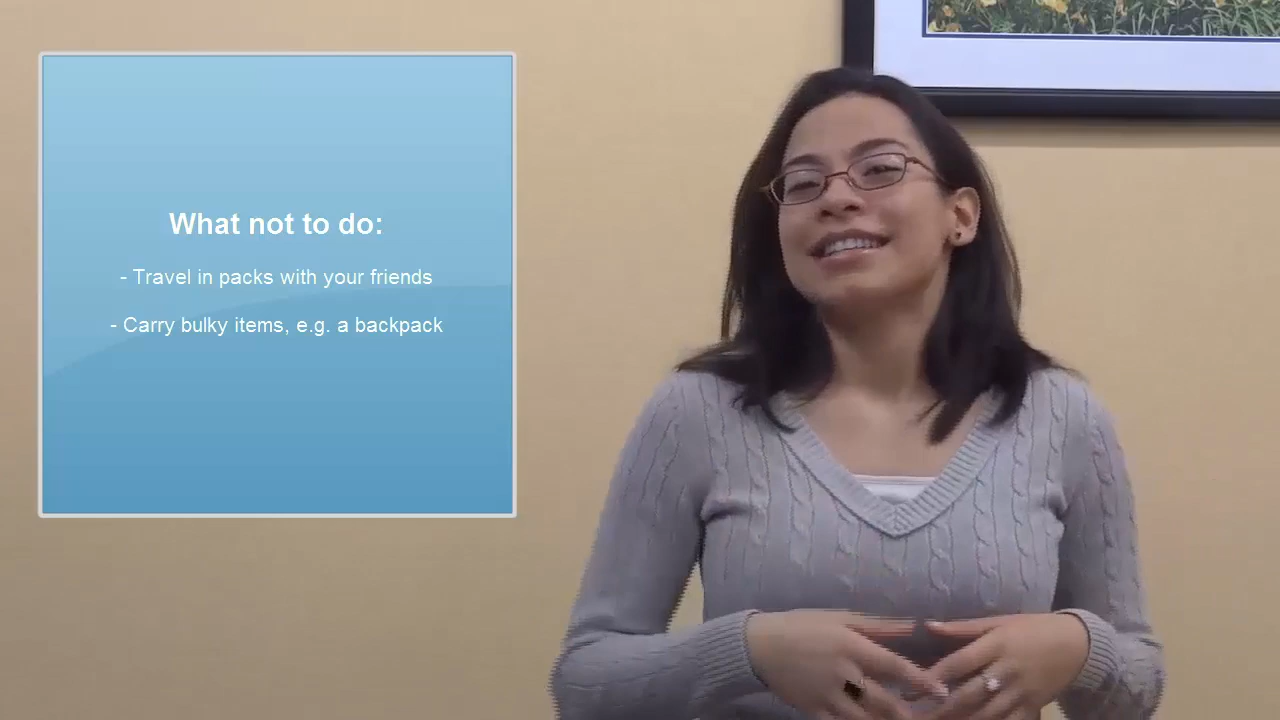 What not to do:
- Travel in packs with your friends
- Carry bulky items, e.g. a backpack